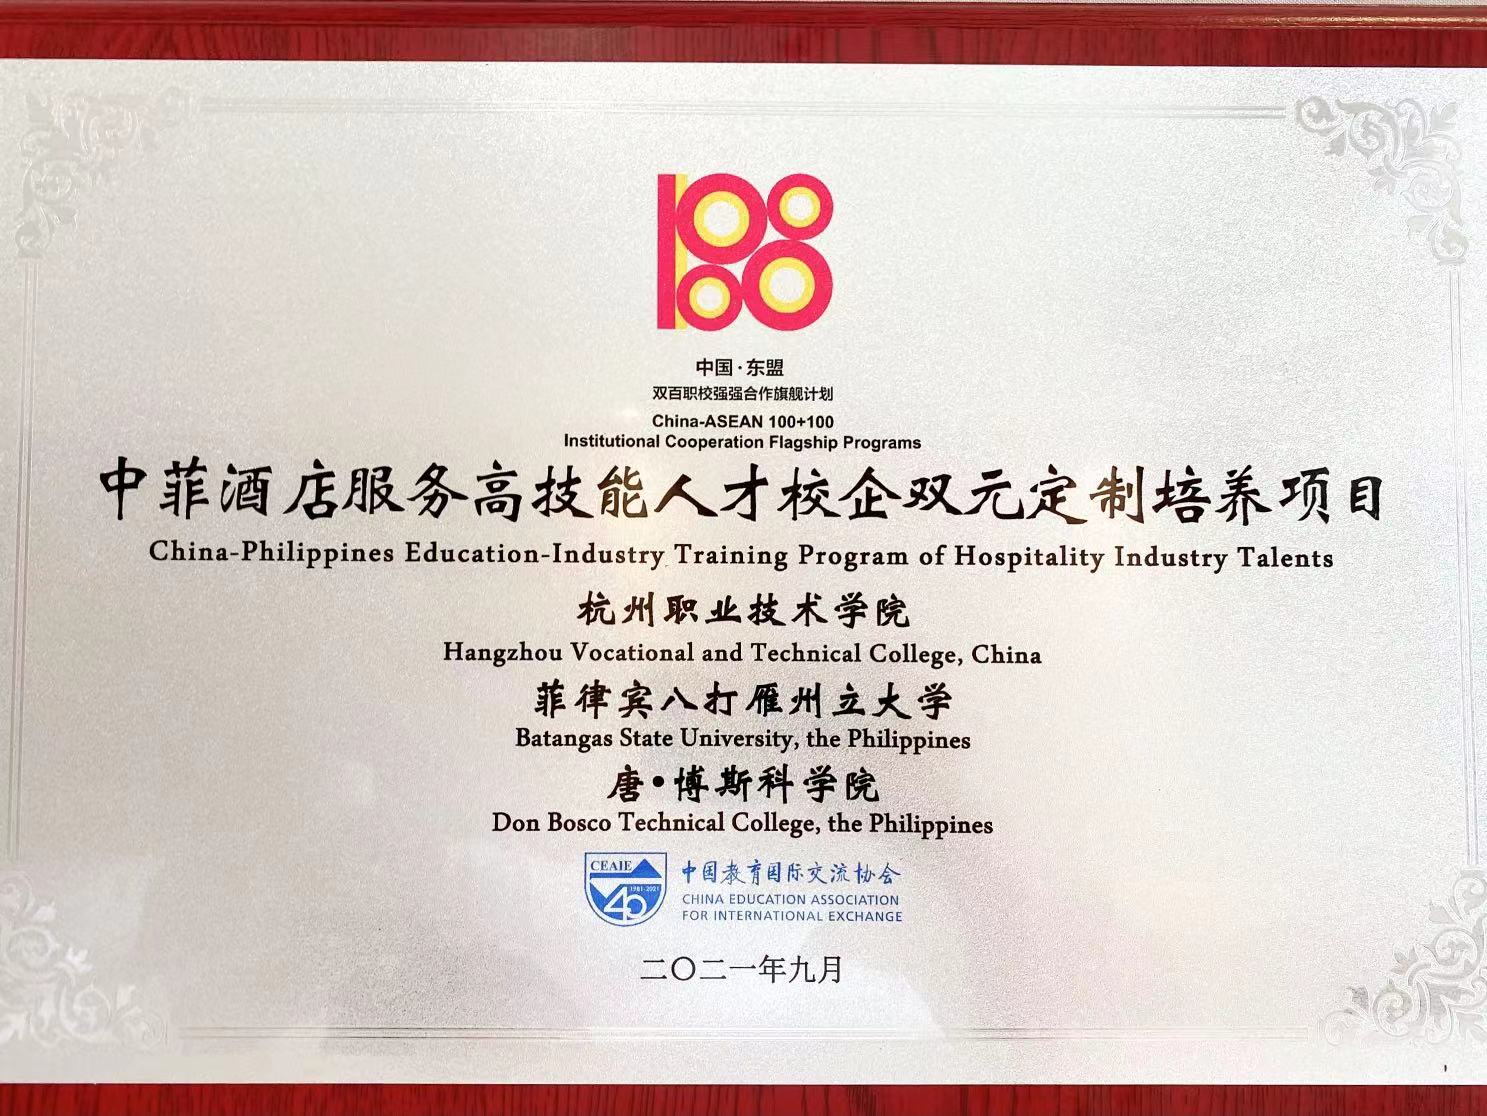 100
100
中国·东盟
双百职校强强合作旗舰计划
China-ASEAN 100+100
Institutional Cooperation Flagship Programs
中菲酒店服务高技能人才校企双元定制培养项目
China-Philippines Education-Industry Training Program of Hospitality Industry Talents
杭州职业技术学院
Hangzhou Vocational and Technical College, China
菲律宾八打雁州立大学
Batangas State University, the Philippines
唐•博斯科学院
Don Bosco Technical College, the Philippines
CEAIE
1981-2021
40
中国教育国际交流协会
CHINA EDUCATION ASSOCIATION
FOR INTERNATIONAL EXCHANGE
二〇二一年九月